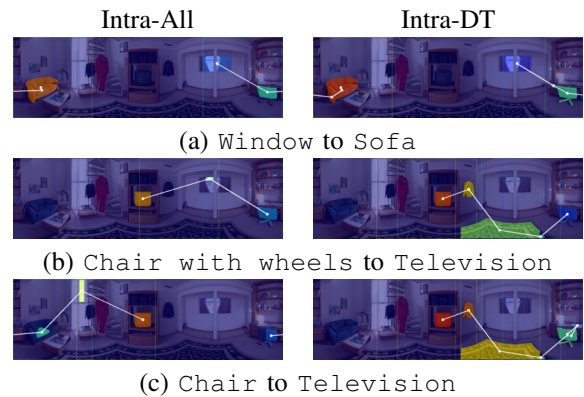 Intra-All Intra-DT
(a) Window to Sofa
(b) Chair with wheels to Television
(c) Chair to Television